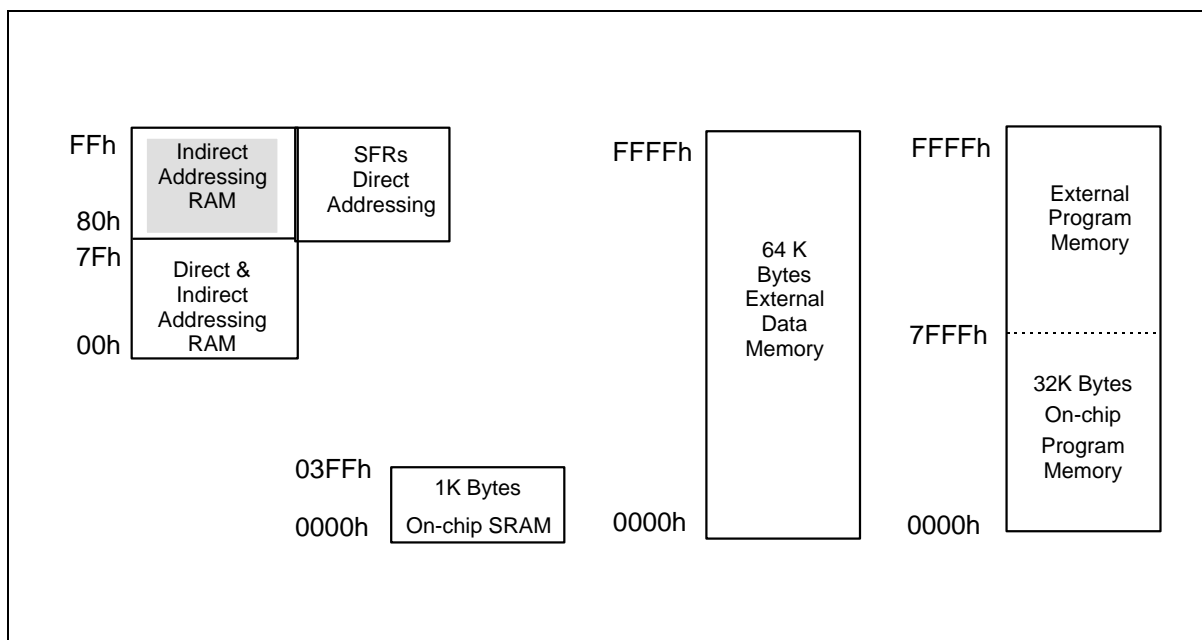 FFh
Indirect
Addressing
RAM
80h
SFRs
Direct
Addressing
7Fh
Direct &
Indirect
Addressing
RAM
00h
03FFh
1K Bytes
On-chip SRAM
0000h
FFFFh
64 K
Bytes
External
Data
Memory
0000h
FFFFh
External
Program
Memory
7FFFh
32K Bytes
On-chip
Program
Memory
0000h